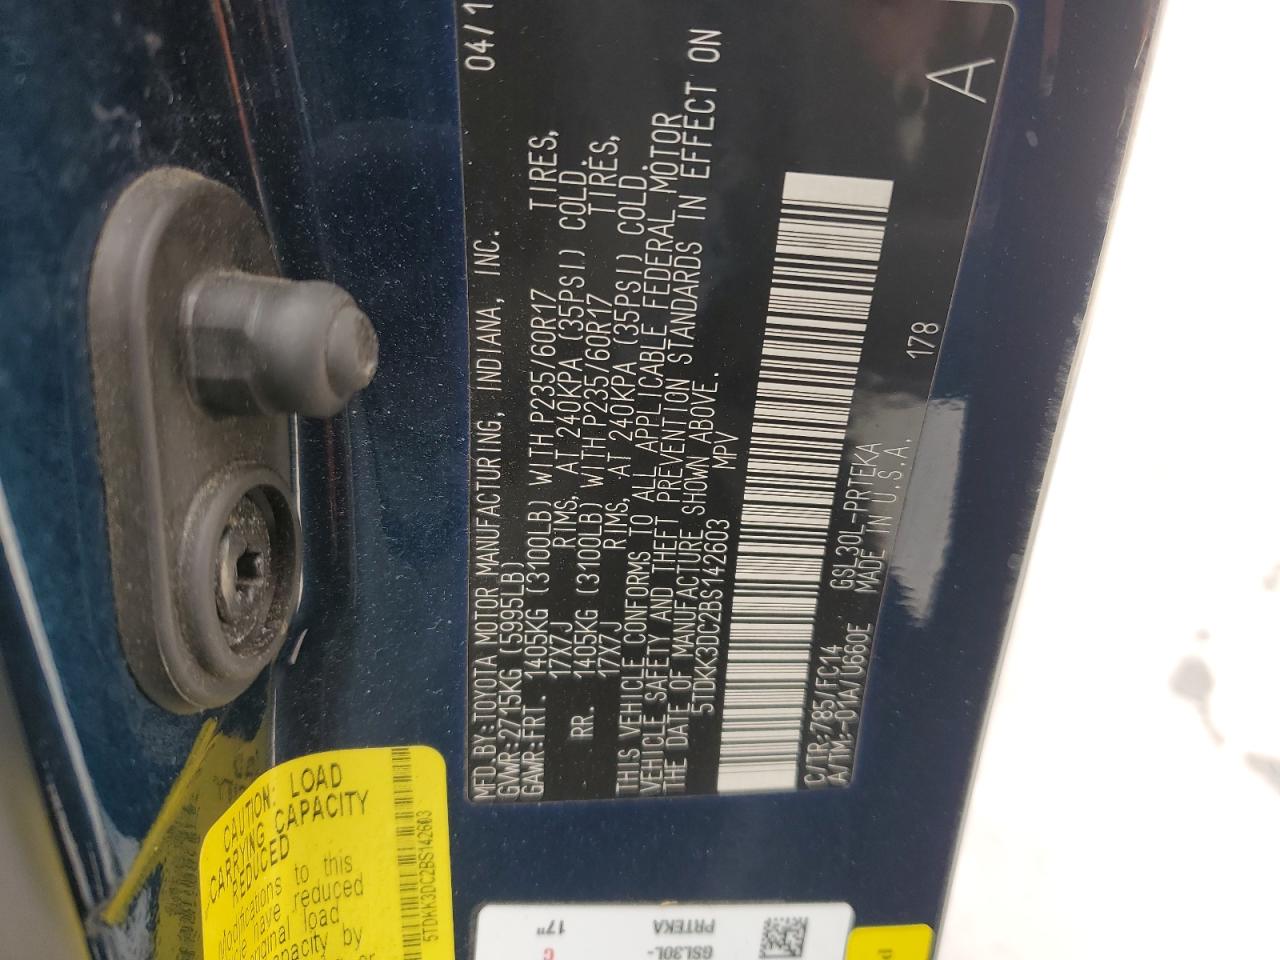 04/1
MFD.BY:TOYOTA MOTOR MANUFACTURING, INDIANA, INC.
GVWR:2715KG (5995LB)
GAWR:FRT. 1405KG (3100LB) WITH P235/60R17 TIRES,
17X7J RIMS, AT 240KPA (35PSI) COLD.
RR. 1405KG (3100LB) WITH P235/60R17 TIRES,
17X7J RIMS, AT 240KPA (35PSI) COLD.
THIS VEHICLE CONFORMS TO ALL APPLICABLE FEDERAL MOTOR
VEHICLE SAFETY AND THEFT PREVENTION STANDARDS IN EFFECT ON
THE DATE OF MANUFACTURE SHOWN ABOVE.
5TDKK3DC2BS142603 MPV
C/TR:785/FC14
A/TM:-01A/U660E GSL30L-PRTEKA
MADE IN U.S.A.
178
A
CAUTION: LOAD
CARRYING CAPACITY
REDUCED
Modifications to this
have reduced
original load
capacity by
or
5TDKK3DC2BS142603
GSL30L-
PRTEKA
17"
C